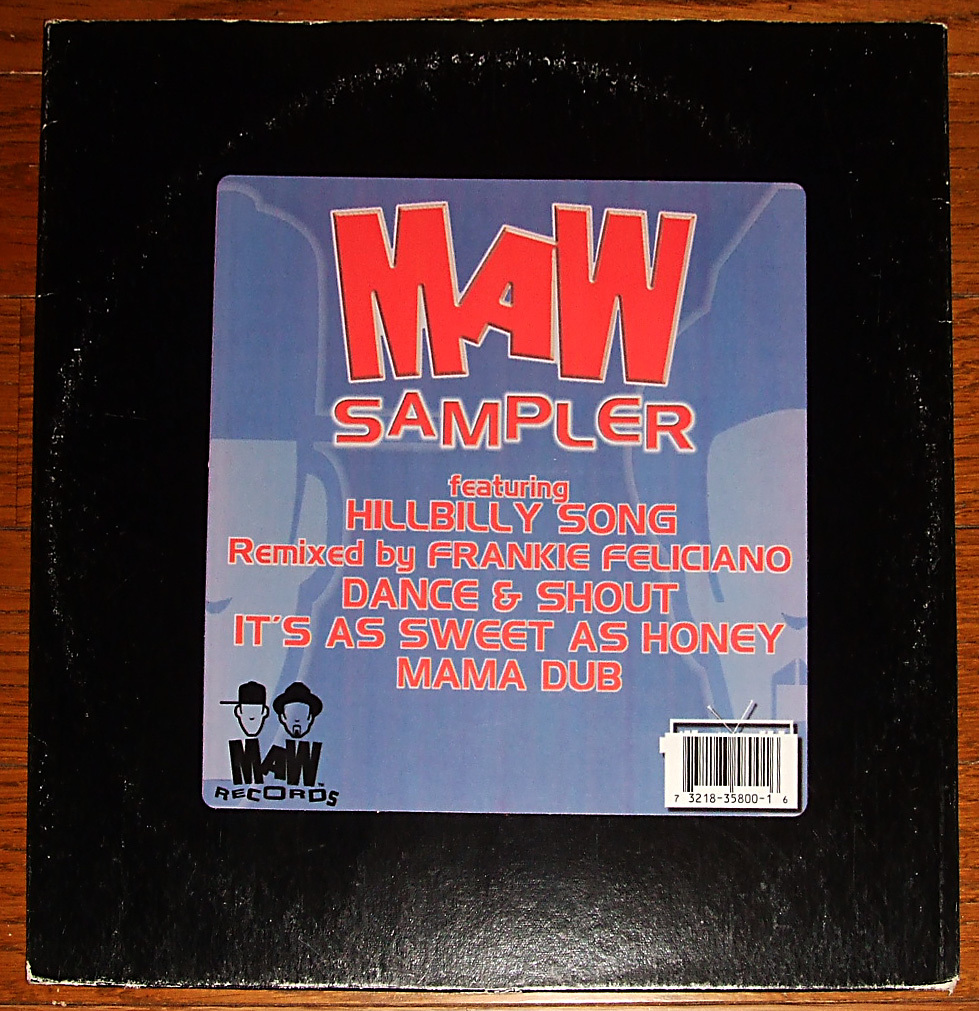 MAW
SAMPLER
featuring
HILLBILLY SONG
Remixed by FRANKIE FELICIANO
DANCE & SHOUT
IT'S AS SWEET AS HONEY
MAMA DUB
MAW
RECORDS
7 3218-35800-1 6